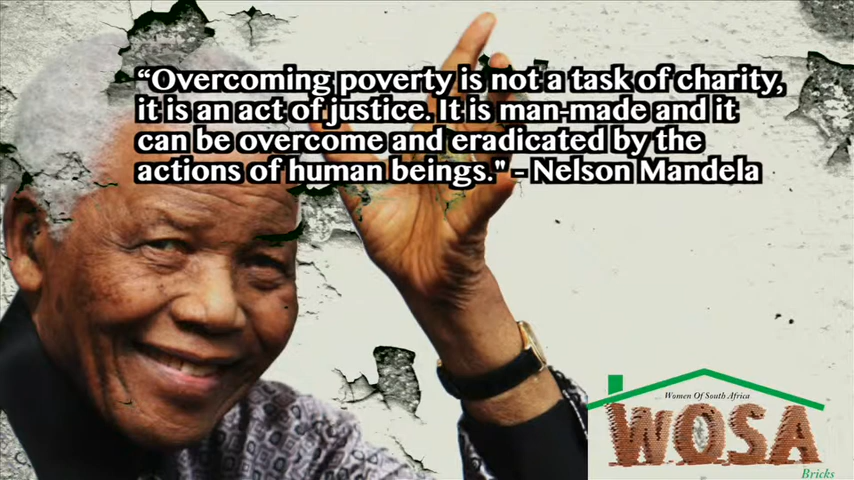 “Overcoming poverty is not a task of charity,
it is an act of justice. It is man-made and it
can be overcome and eradicated by the
actions of human beings." - Nelson Mandela
Women Of South Africa
WOSA
Bricks